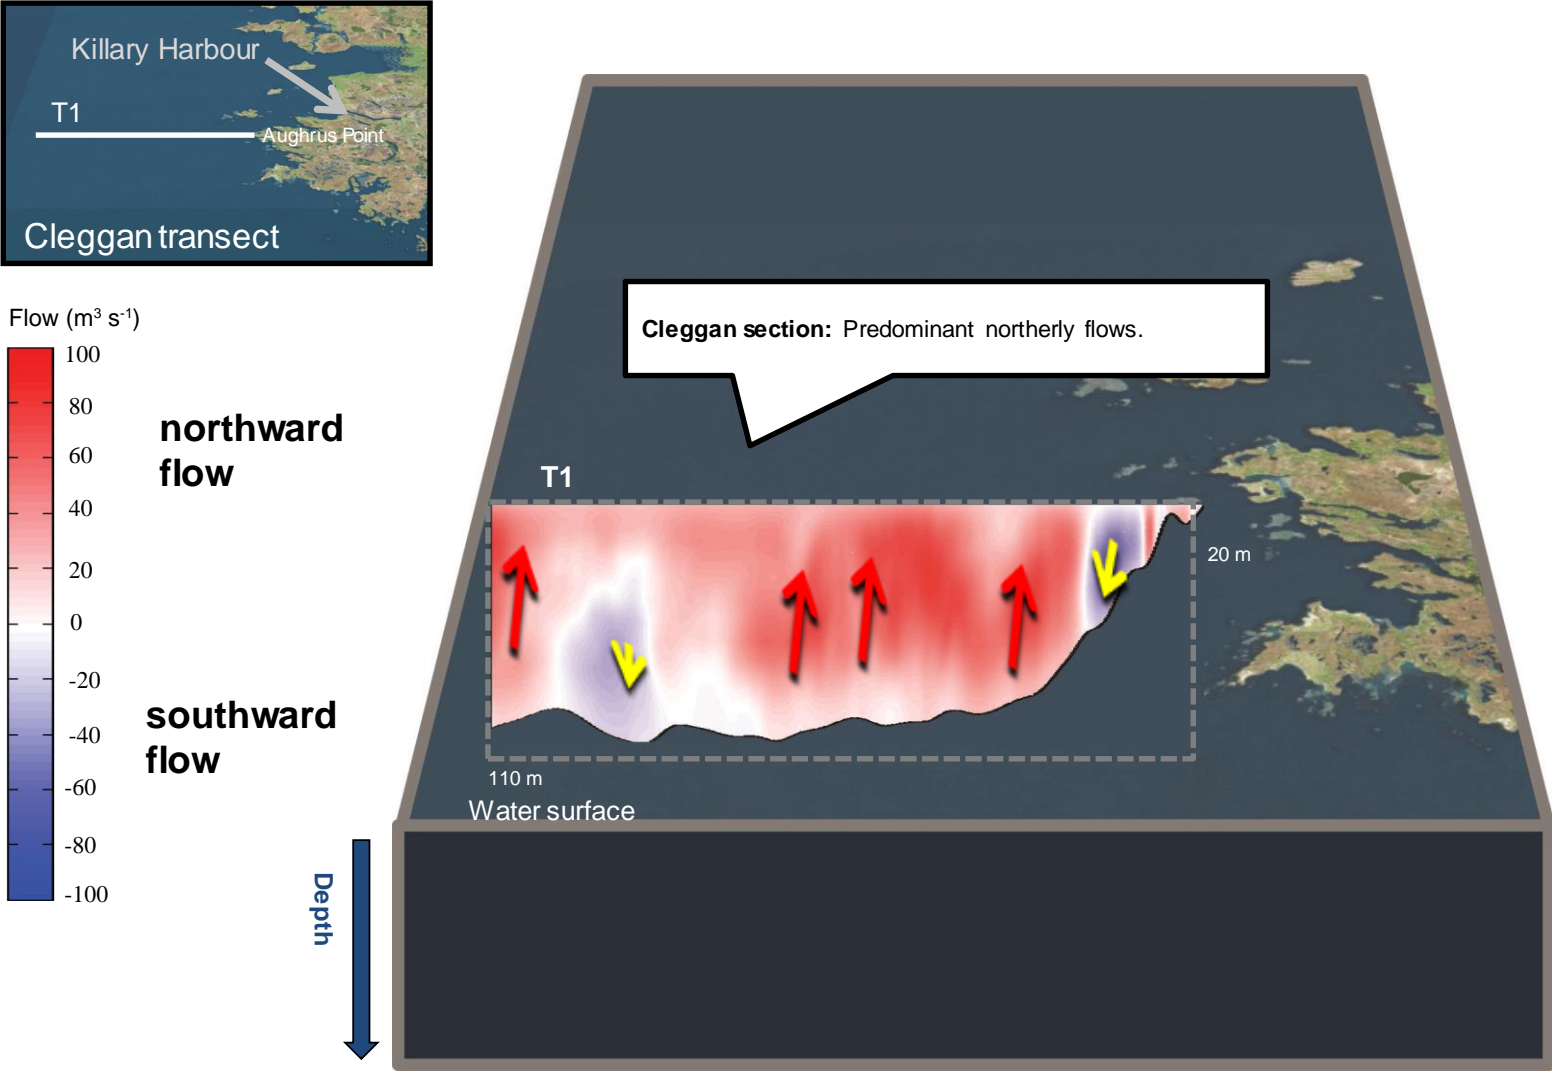 Killary Harbour
T1
Aughrus Point
Cleggan transect
Flow (m³ s⁻¹)
100
80
60
40
20
0
-20
-40
-60
-80
-100
northward
flow
southward
flow
Cleggan section: Predominant northerly flows.
T1
20 m
110 m
Water surface
Depth